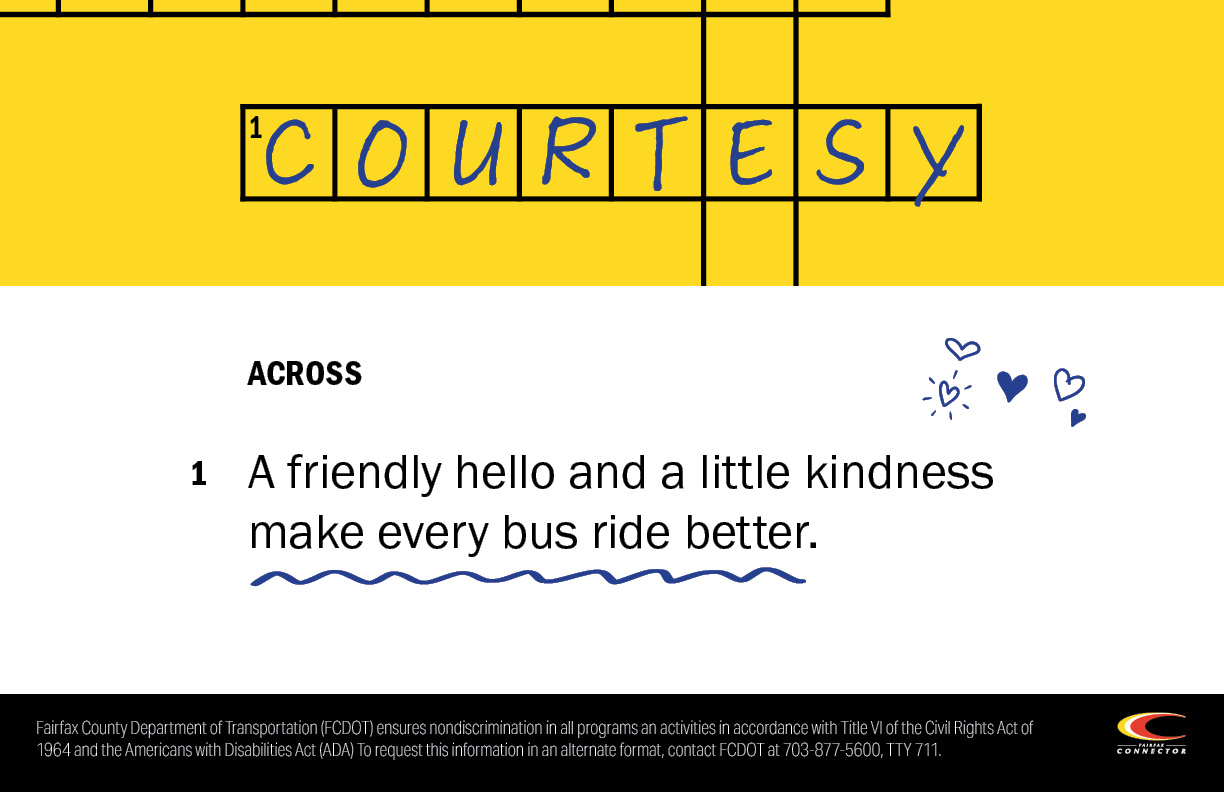 1 COURTESY
ACROSS
1 A friendly hello and a little kindness
make every bus ride better.
Fairfax County Department of Transportation (FCDOT) ensures nondiscrimination in all programs an activities in accordance with Title VI of the Civil Rights Act of
1964 and the Americans with Disabilities Act (ADA) To request this information in an alternate format, contact FCDOT at 703-877-5600, TTY 711.
FAIRFAX
CONNECTOR